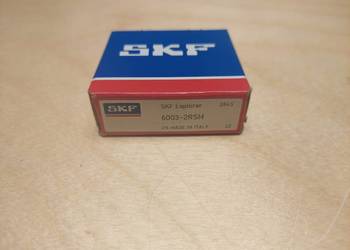 SKF
SKF
SKF Explorer
6003-2RSH
MADE IN ITALY